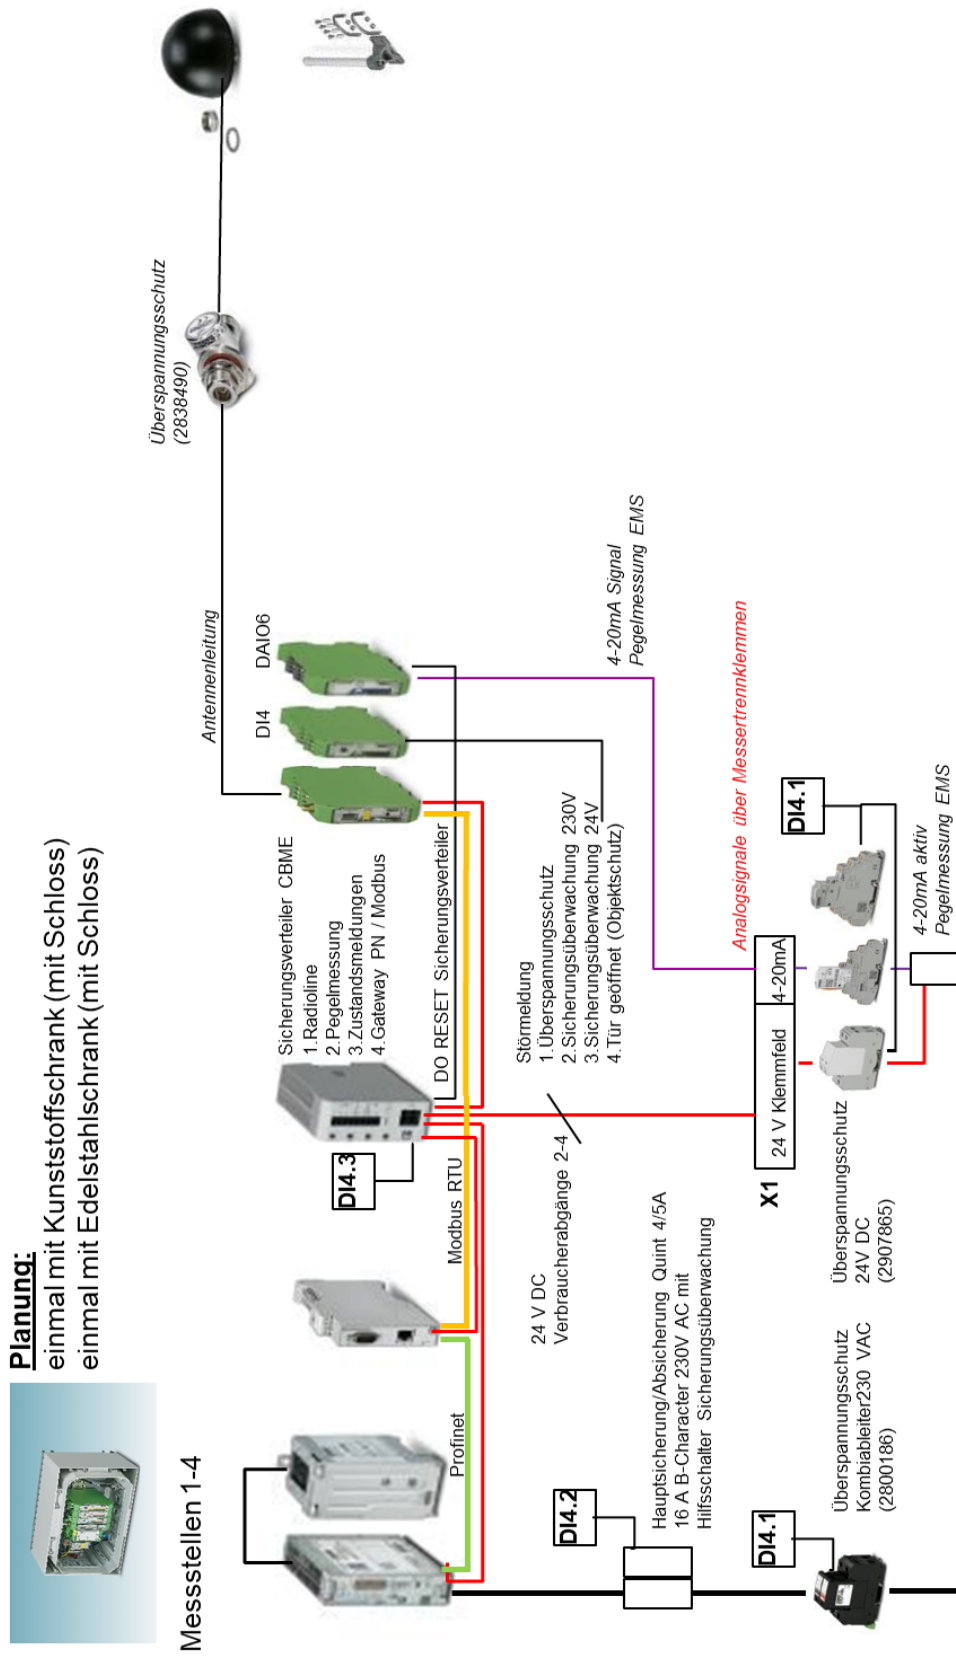 Planung:
einmal mit Kunststoffschrank (mit Schloss)
einmal mit Edelstahlschrank (mit Schloss)
Messstellen 1-4
Überspannungsschutz
(2838490)
Antennenleitung
DI4
DAIO6
Sicherungsverteiler CBME
1.Radioline
2.Pegelmessung
3.Zustandsmeldungen
4.Gateway PN / Modbus
DI4.3
DO RESET Sicherungsverteiler
Modbus RTU
Profinet
4-20mA Signal
Pegelmessung EMS
Störmeldung
1.Überspannungsschutz
2.Sicherungsüberwachung 230V
3.Sicherungsüberwachung 24V
4.Tür geöffnet (Objektschutz)
24 V DC
Verbraucherabgänge 2-4
DI4.2
Hauptsicherung/Absicherung Quint 4/5A
16 A B-Character 230V AC mit
Hilfsschalter Sicherungsüberwachung
Analogsignale über Messertrennklemmen
X1
24 V Klemmfeld
4-20mA
DI4.1
DI4.1
Überspannungsschutz
Kombiableiter230 VAC
(2800186)
Überspannungsschutz
24V DC
(2907865)
4-20mA aktiv
Pegelmessung EMS